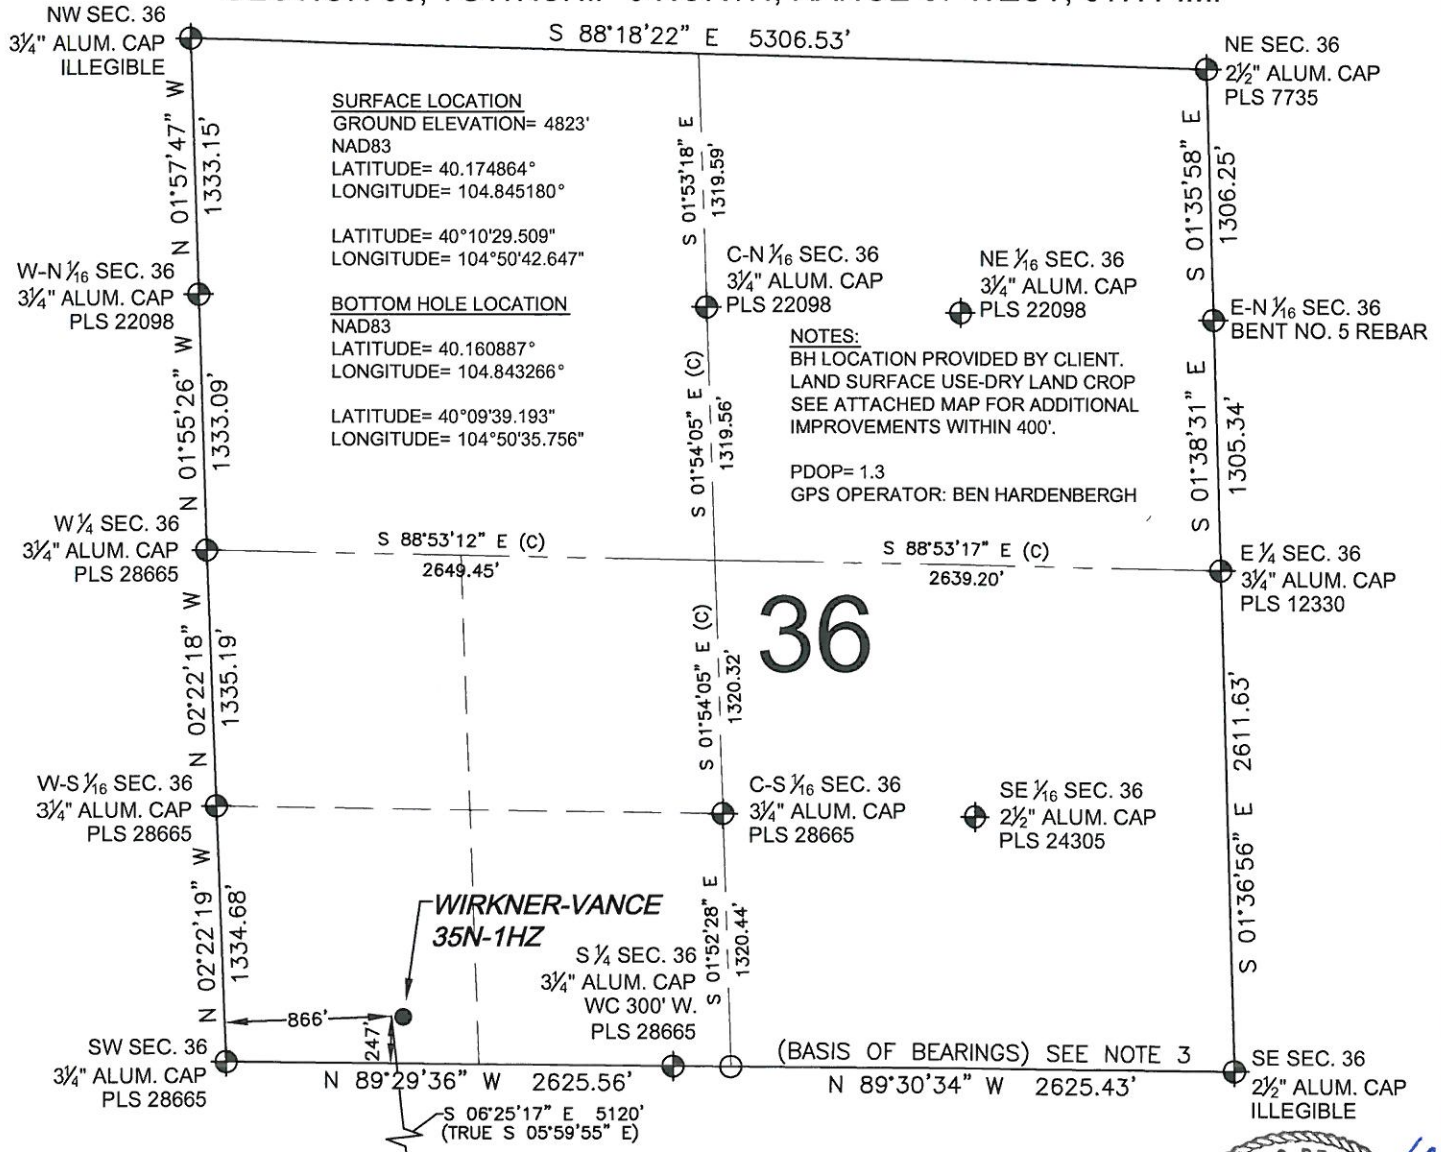 NW SEC. 36
3¼" ALUM. CAP
ILLEGIBLE
S 88°18'22" E 5306.53'
NE SEC. 36
2½" ALUM. CAP
PLS 7735
N 01°57'47" W
1333.15'
SURFACE LOCATION
GROUND ELEVATION= 4823'
NAD83
LATITUDE= 40.174864°
LONGITUDE= 104.845180°
LATITUDE= 40°10'29.509"
LONGITUDE= 104°50'42.647"
BOTTOM HOLE LOCATION
NAD83
LATITUDE= 40.160887°
LONGITUDE= 104.843266°
LATITUDE= 40°09'39.193"
LONGITUDE= 104°50'35.756"
S 01°53'18" E
1319.59'
S 01°35'58" E
1306.25'
W-N 1/16 SEC. 36
3¼" ALUM. CAP
PLS 22098
C-N 1/16 SEC. 36
3¼" ALUM. CAP
PLS 22098
NE 1/16 SEC. 36
3¼" ALUM. CAP
PLS 22098
E-N 1/16 SEC. 36
BENT NO. 5 REBAR
NOTES:
BH LOCATION PROVIDED BY CLIENT.
LAND SURFACE USE-DRY LAND CROP
SEE ATTACHED MAP FOR ADDITIONAL
IMPROVEMENTS WITHIN 400'.
PDOP= 1.3
GPS OPERATOR: BEN HARDENBERGH
N 01°55'26" W
1333.09'
S 01°54'05" E (C)
1319.56'
S 01°38'31" E
1305.34'
W ¼ SEC. 36
3¼" ALUM. CAP
PLS 28665
S 88°53'12" E (C)
2649.45'
S 88°53'17" E (C)
2639.20'
E ¼ SEC. 36
3¼" ALUM. CAP
PLS 12330
36
N 02°22'18" W
1335.19'
S 01°54'05" E (C)
1320.32'
S 01°36'56" E 2611.63'
W-S 1/16 SEC. 36
3¼" ALUM. CAP
PLS 28665
C-S 1/16 SEC. 36
3¼" ALUM. CAP
PLS 28665
SE 1/16 SEC. 36
2½" ALUM. CAP
PLS 24305
N 02°22'19" W
1334.68'
WIRKNER-VANCE
35N-1HZ
S ¼ SEC. 36
3¼" ALUM. CAP
WC 300' W.
PLS 28665
S 01°52'28" E
1320.44'
866'
247'
SW SEC. 36
3¼" ALUM. CAP
PLS 28665
N 89°29'36" W 2625.56'
(BASIS OF BEARINGS) SEE NOTE 3
N 89°30'34" W 2625.43'
SE SEC. 36
2½" ALUM. CAP
ILLEGIBLE
S 06°25'17" E 5120'
(TRUE S 05°59'55" E)